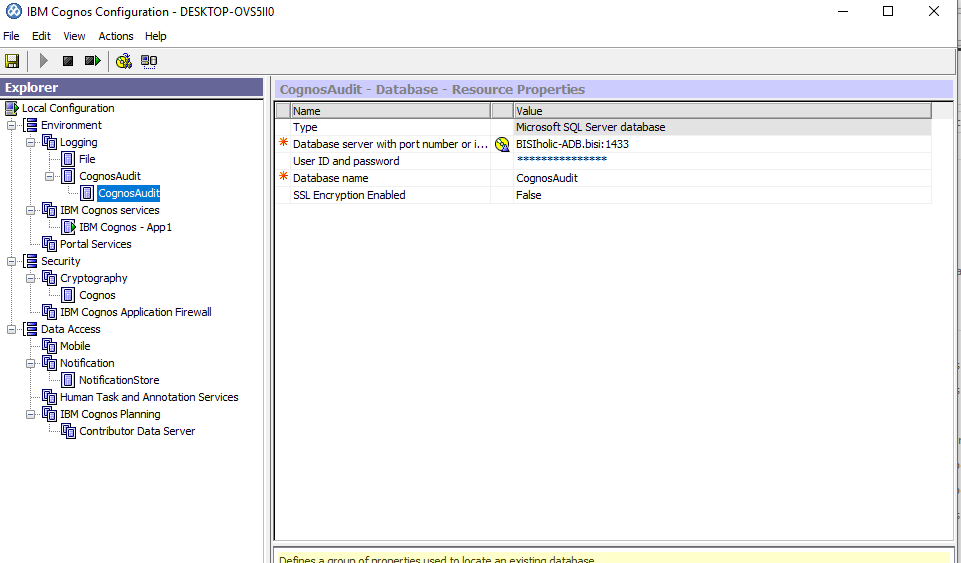 IBM Cognos Configuration - DESKTOP-OVS5II0
File Edit View Actions Help
Explorer
Local Configuration
Environment
Logging
File
CognosAudit
CognosAudit
IBM Cognos services
IBM Cognos - App1
Portal Services
Security
Cryptography
Cognos
IBM Cognos Application Firewall
Data Access
Mobile
Notification
NotificationStore
Human Task and Annotation Services
IBM Cognos Planning
Contributor Data Server
CognosAudit - Database - Resource Properties
Name Value
Type Microsoft SQL Server database
* Database server with port number or i... BISIholic-ADB.bisi:1433
User ID and password ***************
* Database name CognosAudit
SSL Encryption Enabled False
Defines a group of properties used to locate an existing database.